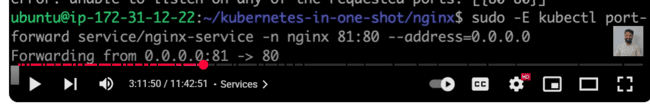 error: unable to listen on any of the requested ports: [{80 80}]
ubuntu@ip-172-31-12-22:~/kubernetes-in-one-shot/nginx$ sudo -E kubectl port-
forward service/nginx-service -n nginx 81:80 --address=0.0.0.0
Forwarding from 0.0.0.0:81 -> 80
3:11:50 / 11:42:51 • Services >
CC
HD